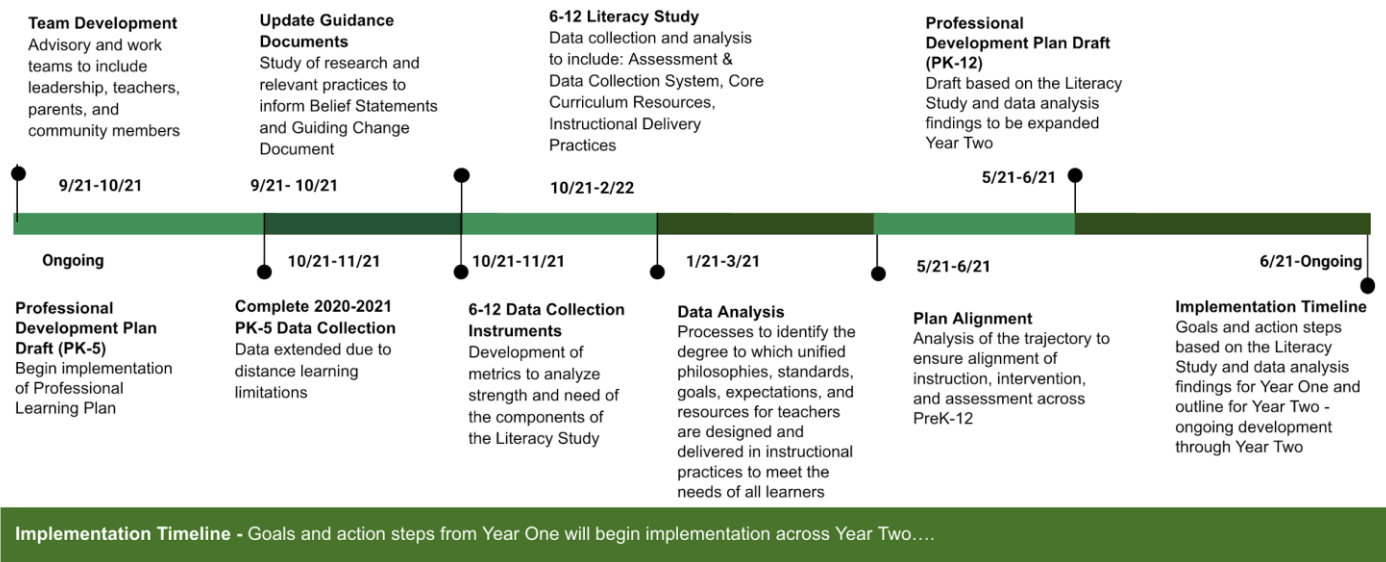 Team Development
Advisory and work
teams to include
leadership, teachers,
parents, and
community members
9/21-10/21
Update Guidance
Documents
Study of research and
relevant practices to
inform Belief Statements
and Guiding Change
Document
9/21- 10/21
6-12 Literacy Study
Data collection and analysis
to include: Assessment &
Data Collection System, Core
Curriculum Resources,
Instructional Delivery
Practices
10/21-2/22
Professional
Development Plan Draft
(PK-12)
Draft based on the Literacy
Study and data analysis
findings to be expanded
Year Two
5/21-6/21
Ongoing
Professional
Development Plan
Draft (PK-5)
Begin implementation
of Professional
Learning Plan
10/21-11/21
Complete 2020-2021
PK-5 Data Collection
Data extended due to
distance learning
limitations
10/21-11/21
6-12 Data Collection
Instruments
Development of
metrics to analyze
strength and need of
the components of
the Literacy Study
1/21-3/21
Data Analysis
Processes to identify the
degree to which unified
philosophies, standards,
goals, expectations, and
resources for teachers
are designed and
delivered in instructional
practices to meet the
needs of all learners
5/21-6/21
Plan Alignment
Analysis of the trajectory to
ensure alignment of
instruction, intervention,
and assessment across
PreK-12
6/21-Ongoing
Implementation Timeline
Goals and action steps
based on the Literacy
Study and data analysis
findings for Year One and
outline for Year Two -
ongoing development
through Year Two
Implementation Timeline - Goals and action steps from Year One will begin implementation across Year Two….